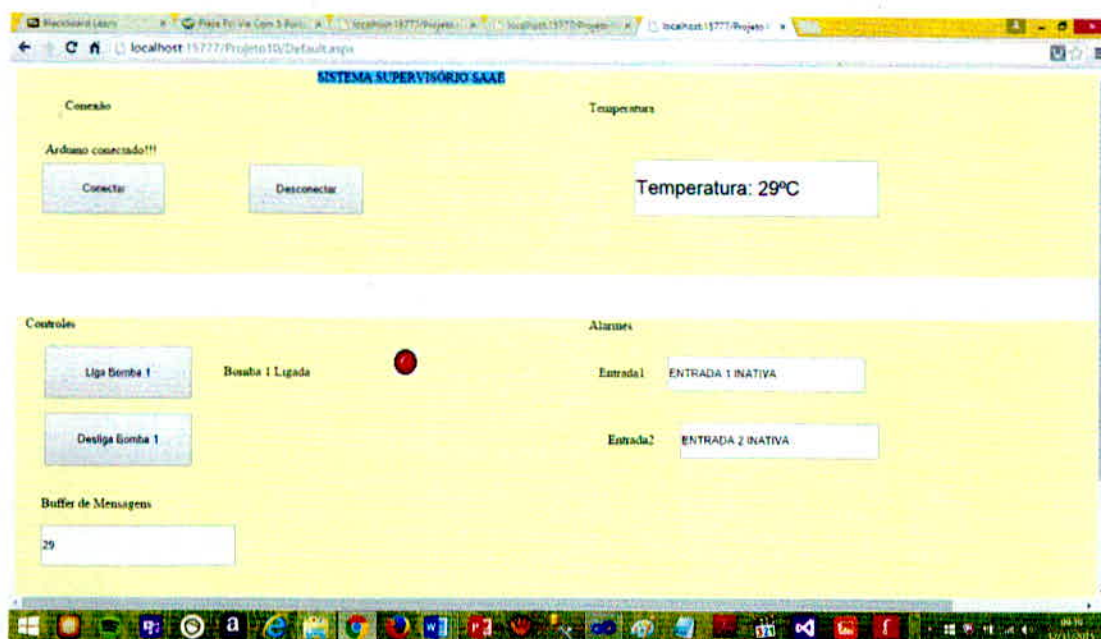 Blackboard Learn
localhost:15777/Projeto10/Default.aspx
SISTEMA SUPERVISÓRIO SAAE
Conexão
Temperatura
Arduino conectado!!!
Conectar
Desconectar
Temperatura: 29ºC
Controles
Alarmes
Liga Bomba 1
Bomba 1 Ligada
Entrada1
ENTRADA 1 INATIVA
Desliga Bomba 1
Entrada2
ENTRADA 2 INATIVA
Buffer de Mensagens
29